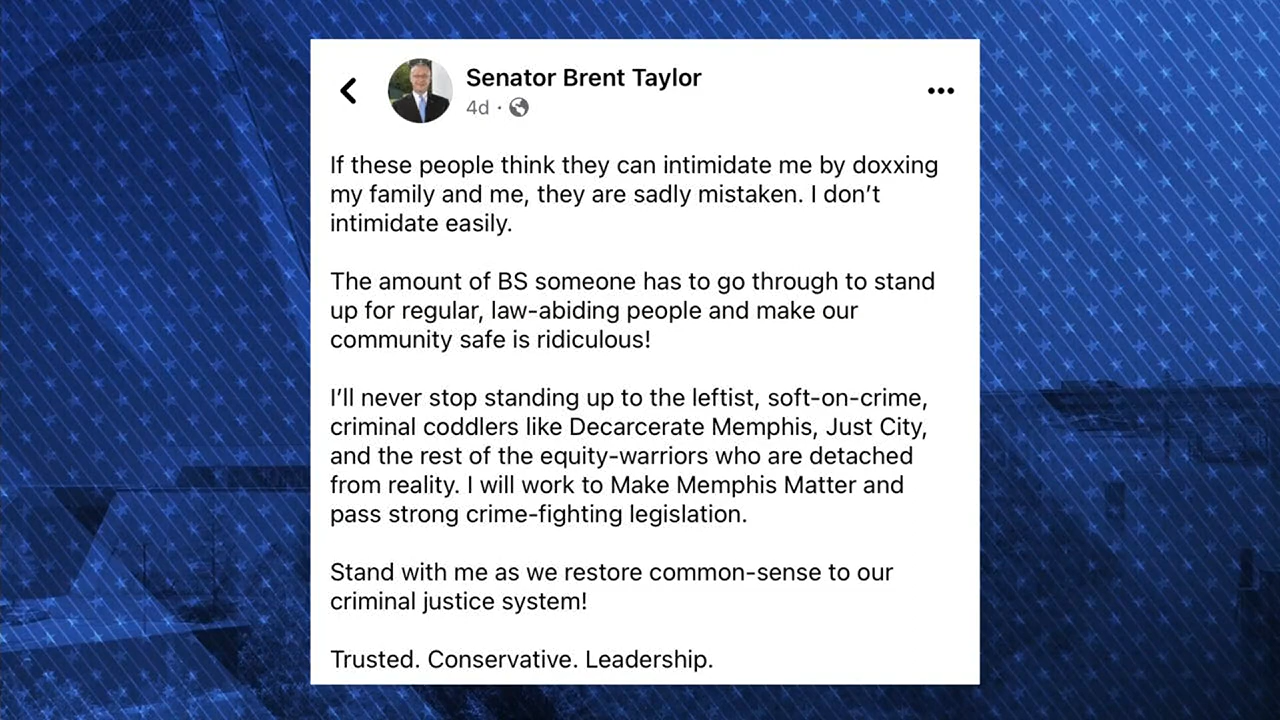 Senator Brent Taylor
4d ·
If these people think they can intimidate me by doxxing
my family and me, they are sadly mistaken. I don’t
intimidate easily.
The amount of BS someone has to go through to stand
up for regular, law-abiding people and make our
community safe is ridiculous!
I’ll never stop standing up to the leftist, soft-on-crime,
criminal coddlers like Decarcerate Memphis, Just City,
and the rest of the equity-warriors who are detached
from reality. I will work to Make Memphis Matter and
pass strong crime-fighting legislation.
Stand with me as we restore common-sense to our
criminal justice system!
Trusted. Conservative. Leadership.